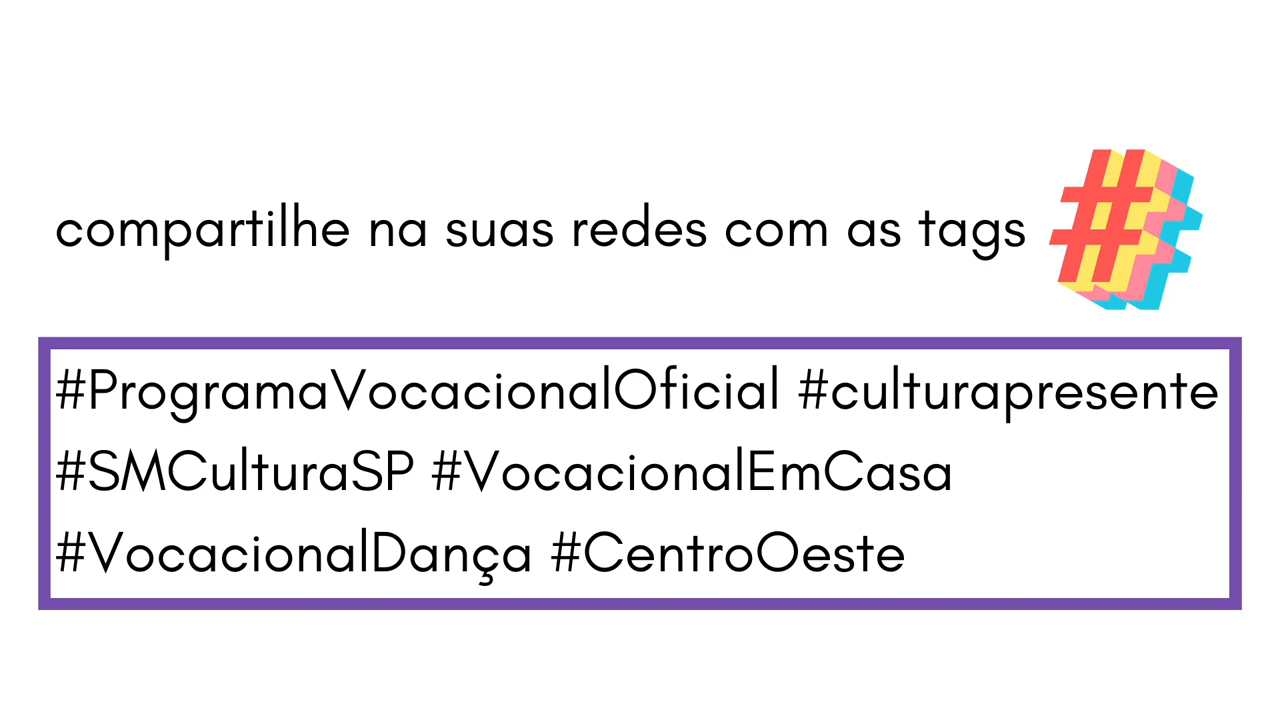 compartilhe na suas redes com as tags #
#ProgramaVocacionalOficial #culturapresente
#SMCulturaSP #VocacionalEmCasa
#VocacionalDança #CentroOeste